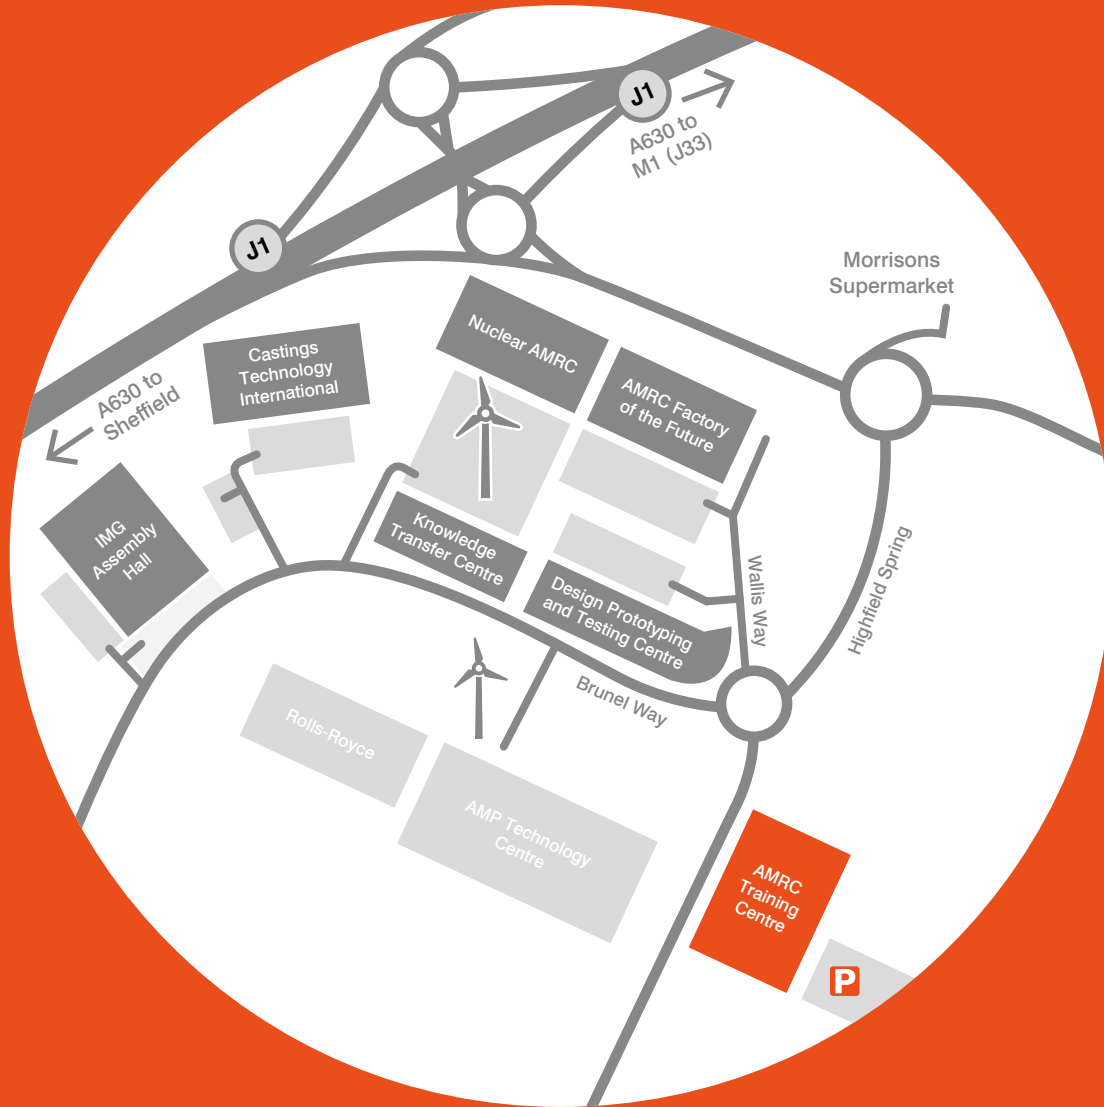 J1
A630 to
M1 (J33)
J1
Morrisons
Supermarket
Nuclear AMRC
Castings
Technology
International
AMRC Factory
of the Future
A630 to
Sheffield
IMG
Assembly
Hall
Knowledge
Transfer Centre
Design Prototyping
and Testing Centre
Wallis Way
Highfield Spring
Brunel Way
Rolls-Royce
AMP Technology
Centre
AMRC
Training
Centre
P